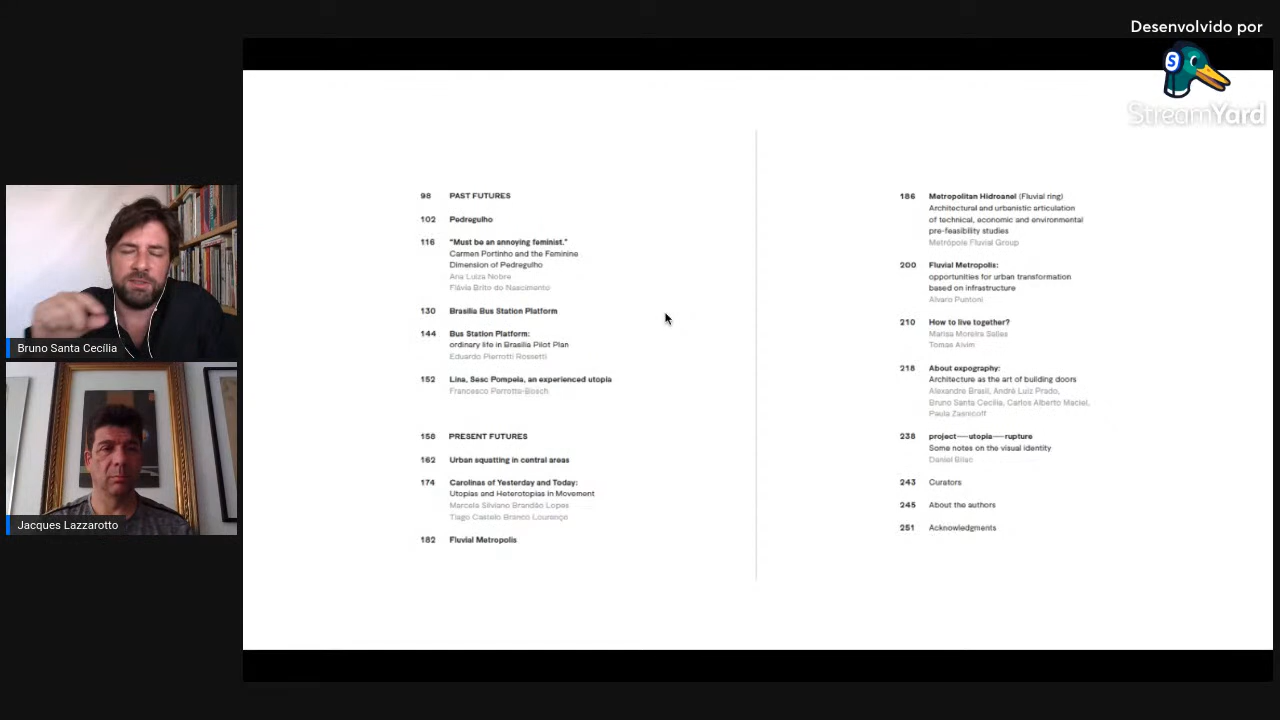 Desenvolvido por
S
StreamYard
98 PAST FUTURES
102 Pedregulho
116 “Must be an annoying feminist.”
Carmen Portinho and the Feminine
Dimension of Pedregulho
Ana Luiza Nobre
Flávia Brito do Nascimento
130 Brasília Bus Station Platform
144 Bus Station Platform:
ordinary life in Brasília Pilot Plan
Eduardo Pierrotti Rossetti
152 Lina, Sesc Pompeia, an experienced utopia
Francesco Perrotta-Bosch
158 PRESENT FUTURES
162 Urban squatting in central areas
174 Carolinas of Yesterday and Today:
Utopias and Heterotopias in Movement
Marcela Silviano Brandão Lopes
Tiago Castelo Branco Lourenço
182 Fluvial Metropolis
186 Metropolitan Hidroanel (Fluvial ring)
Architectural and urbanistic articulation
of technical, economic and environmental
pre-feasibility studies
Metrópole Fluvial Group
200 Fluvial Metropolis:
opportunities for urban transformation
based on infrastructure
Alvaro Puntoni
210 How to live together?
Marisa Moreira Salles
Tomas Alvim
218 About expography:
Architecture as the art of building doors
Alexandre Brasil, André Luiz Prado,
Bruno Santa Cecília, Carlos Alberto Maciel,
Paula Zasnicoff
238 project—utopia—rupture
Some notes on the visual identity
Daniel Bilac
243 Curators
245 About the authors
251 Acknowledgments
Bruno Santa Cecília
Jacques Lazzarotto